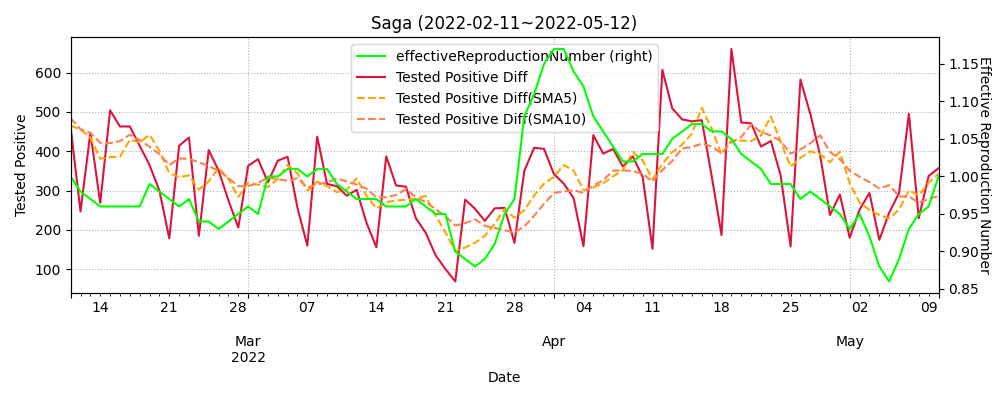 Saga (2022-02-11~2022-05-12)
effectiveReproductionNumber (right)
Tested Positive Diff
Tested Positive Diff(SMA5)
Tested Positive Diff(SMA10)
Tested Positive
600
500
400
300
200
100
1.15
1.10
1.05
1.00
0.95
0.90
0.85
Effective Reproduction Number
14 21 28 07 14 21 28 04 11 18 25 02 09
Mar Apr May
2022
Date